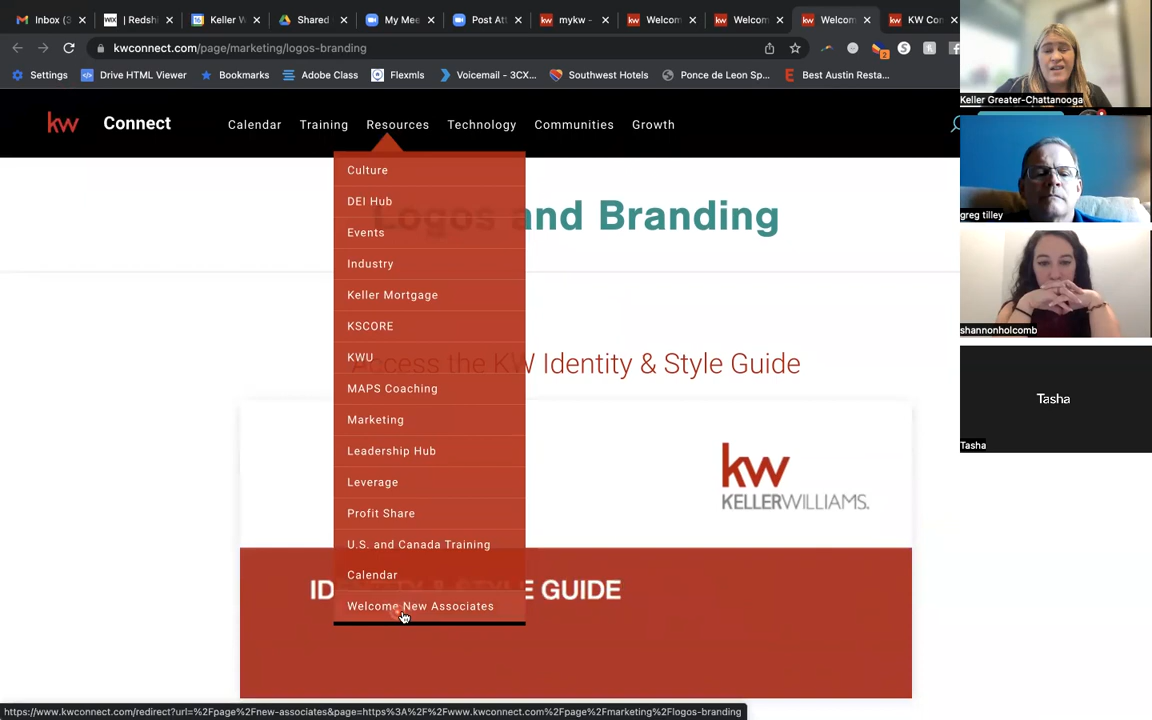 Inbox (3
| Redshi
Keller W
Shared
My Mee
Post Att
mykw -
Welcom
Welcom
Welcom
KW Con
kwconnect.com/page/marketing/logos-branding
Settings
Drive HTML Viewer
Bookmarks
Adobe Class
Flexmls
Voicemail - 3CX...
Southwest Hotels
Ponce de Leon Sp...
Best Austin Resta...
kw Connect
Calendar
Training
Resources
Technology
Communities
Growth
Logos and Branding
Culture
DEI Hub
Events
Industry
Keller Mortgage
KSCORE
KWU
MAPS Coaching
Marketing
Leadership Hub
Leverage
Profit Share
U.S. and Canada Training
Calendar
Welcome New Associates
Access the KW Identity & Style Guide
kw
KELLERWILLIAMS.
GUIDE
https://www.kwconnect.com/redirect?url=%2Fpage%2Fnew-associates&page=https%3A%2F%2Fwww.kwconnect.com%2Fpage%2Fmarketing%2Flogos-branding
Keller Greater-Chattanooga
greg tilley
shannonholcomb
Tasha
Tasha